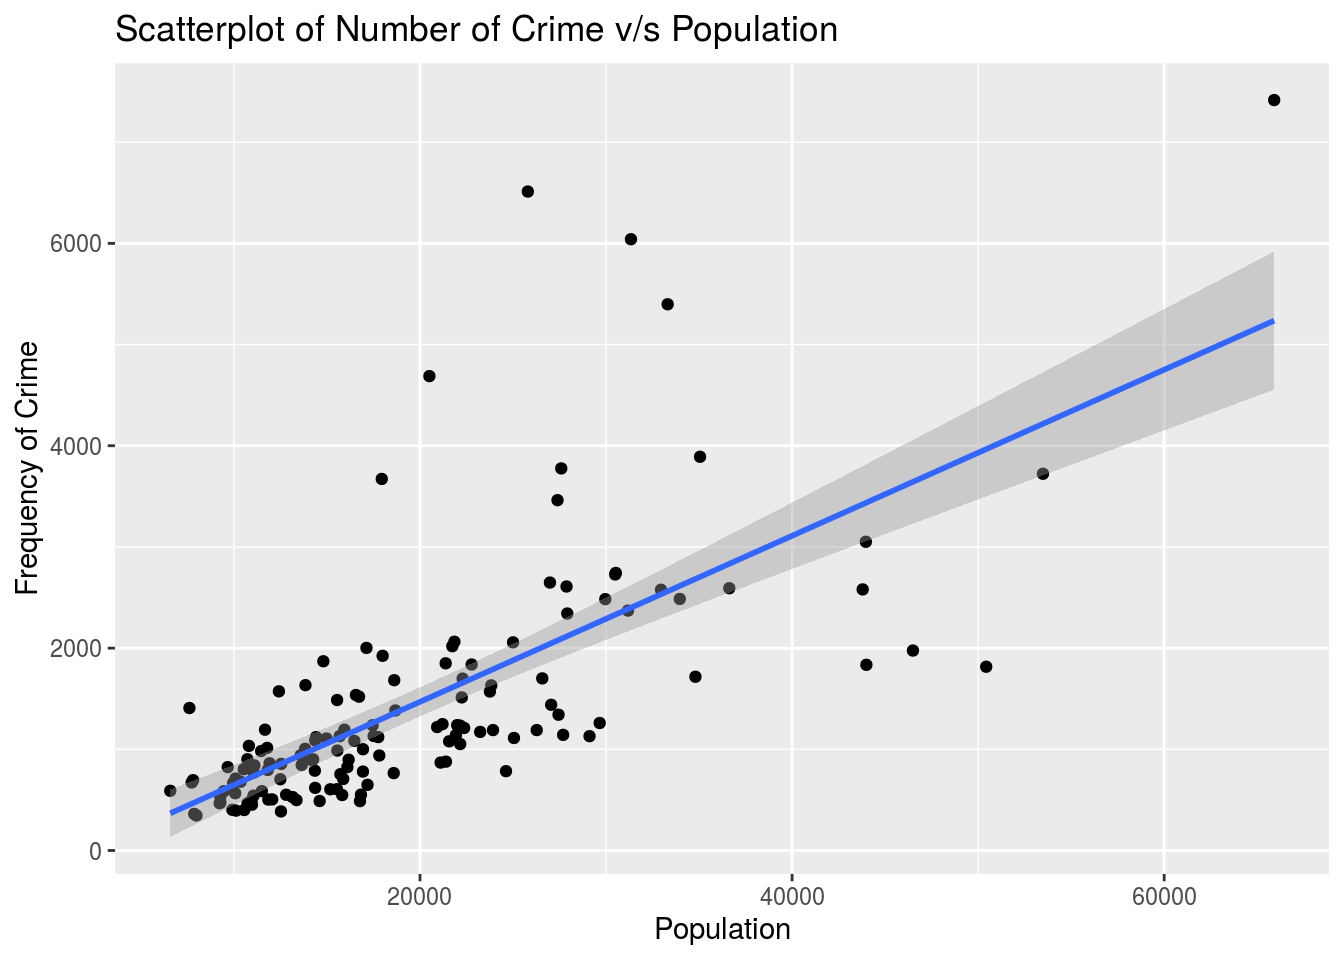 Scatterplot of Number of Crime v/s Population
Frequency of Crime
6000
4000
2000
0
20000
40000
60000
Population